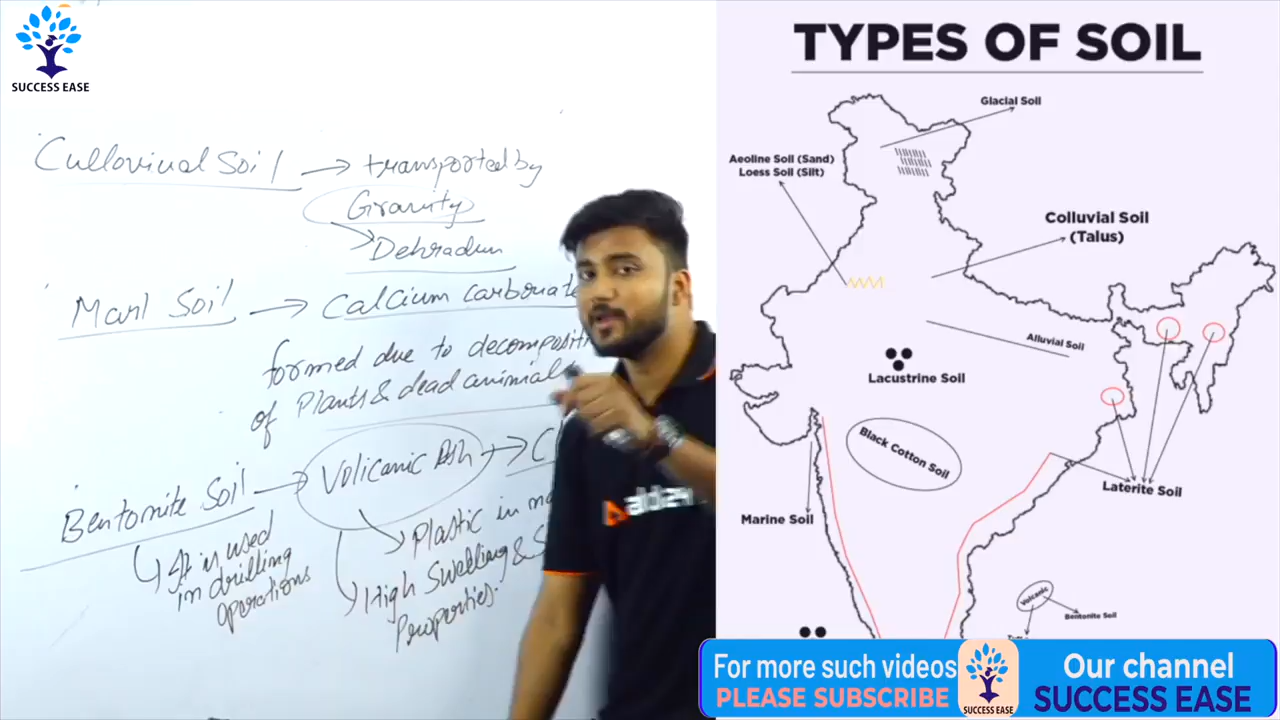 SUCCESS EASE
Cullovival Soil → transported by
Gravity
Dehradun
Marl Soil → Calcium carbonate
formed due to decompositi
of Plants & dead animals
Bentonite Soil → Volcanic Ash → C
It is used
in drilling
operations
Plastic in na
High Swelling & S
Properties.
TYPES OF SOIL
Glacial Soil
Aeoline Soil (Sand)
Loess Soil (Silt)
Colluvial Soil
(Talus)
Alluvial Soil
Lacustrine Soil
Black Cotton Soil
Laterite Soil
Marine Soil
Volcanic
Bentonite Soil
For more such videos
PLEASE SUBSCRIBE
SUCCESS EASE
Our channel
SUCCESS EASE